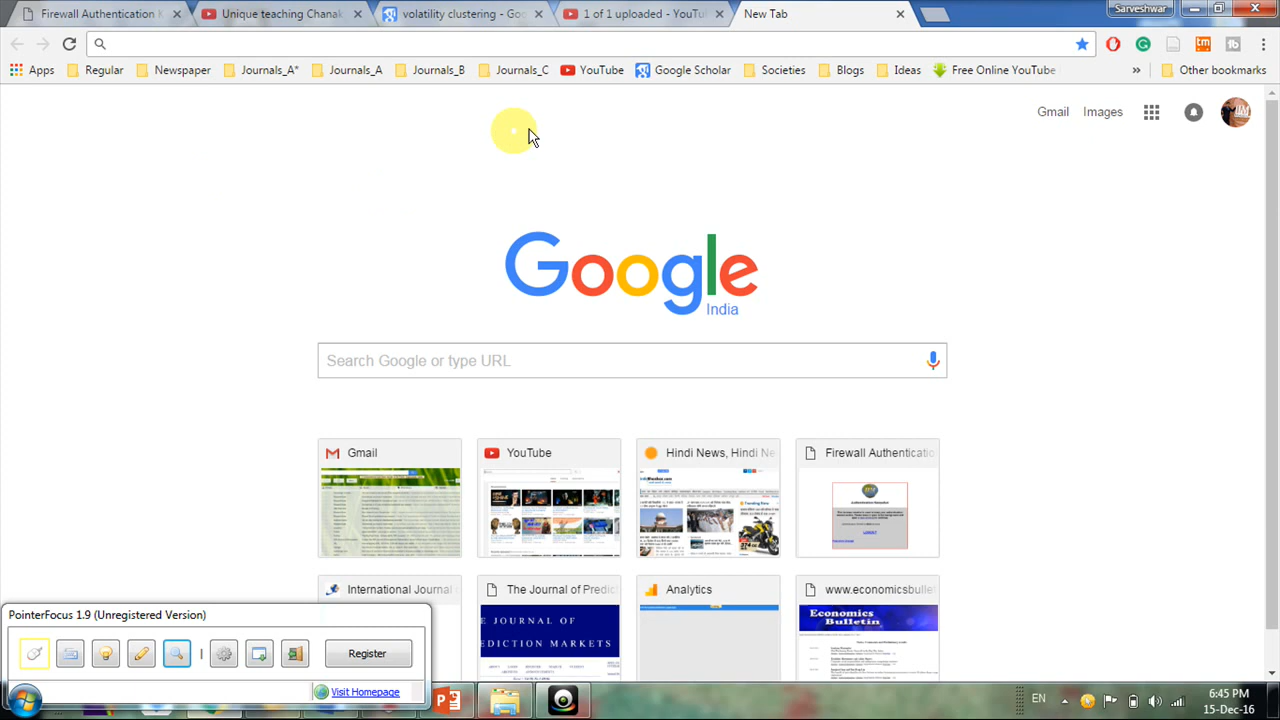 Firewall Authentication K
Unique teaching Chanak
volatility clustering - Goo
1 of 1 uploaded - YouTu
New Tab
Sarveshwar
Apps
Regular
Newspaper
Journals_A*
Journals_A
Journals_B
Journals_C
YouTube
Google Scholar
Societies
Blogs
Ideas
Free Online YouTube
»
Other bookmarks
Gmail
Images
Google
India
Search Google or type URL
Gmail
YouTube
Hindi News, Hindi Ne
Firewall Authenticatio
International Journal
The Journal of Predic
Analytics
www.economicsbullet
THE JOURNAL OF
EDICTION MARKETS
Economics
Bulletin
PointerFocus 1.9 (Unregistered Version)
Register
Visit Homepage
EN
6:45 PM
15-Dec-16